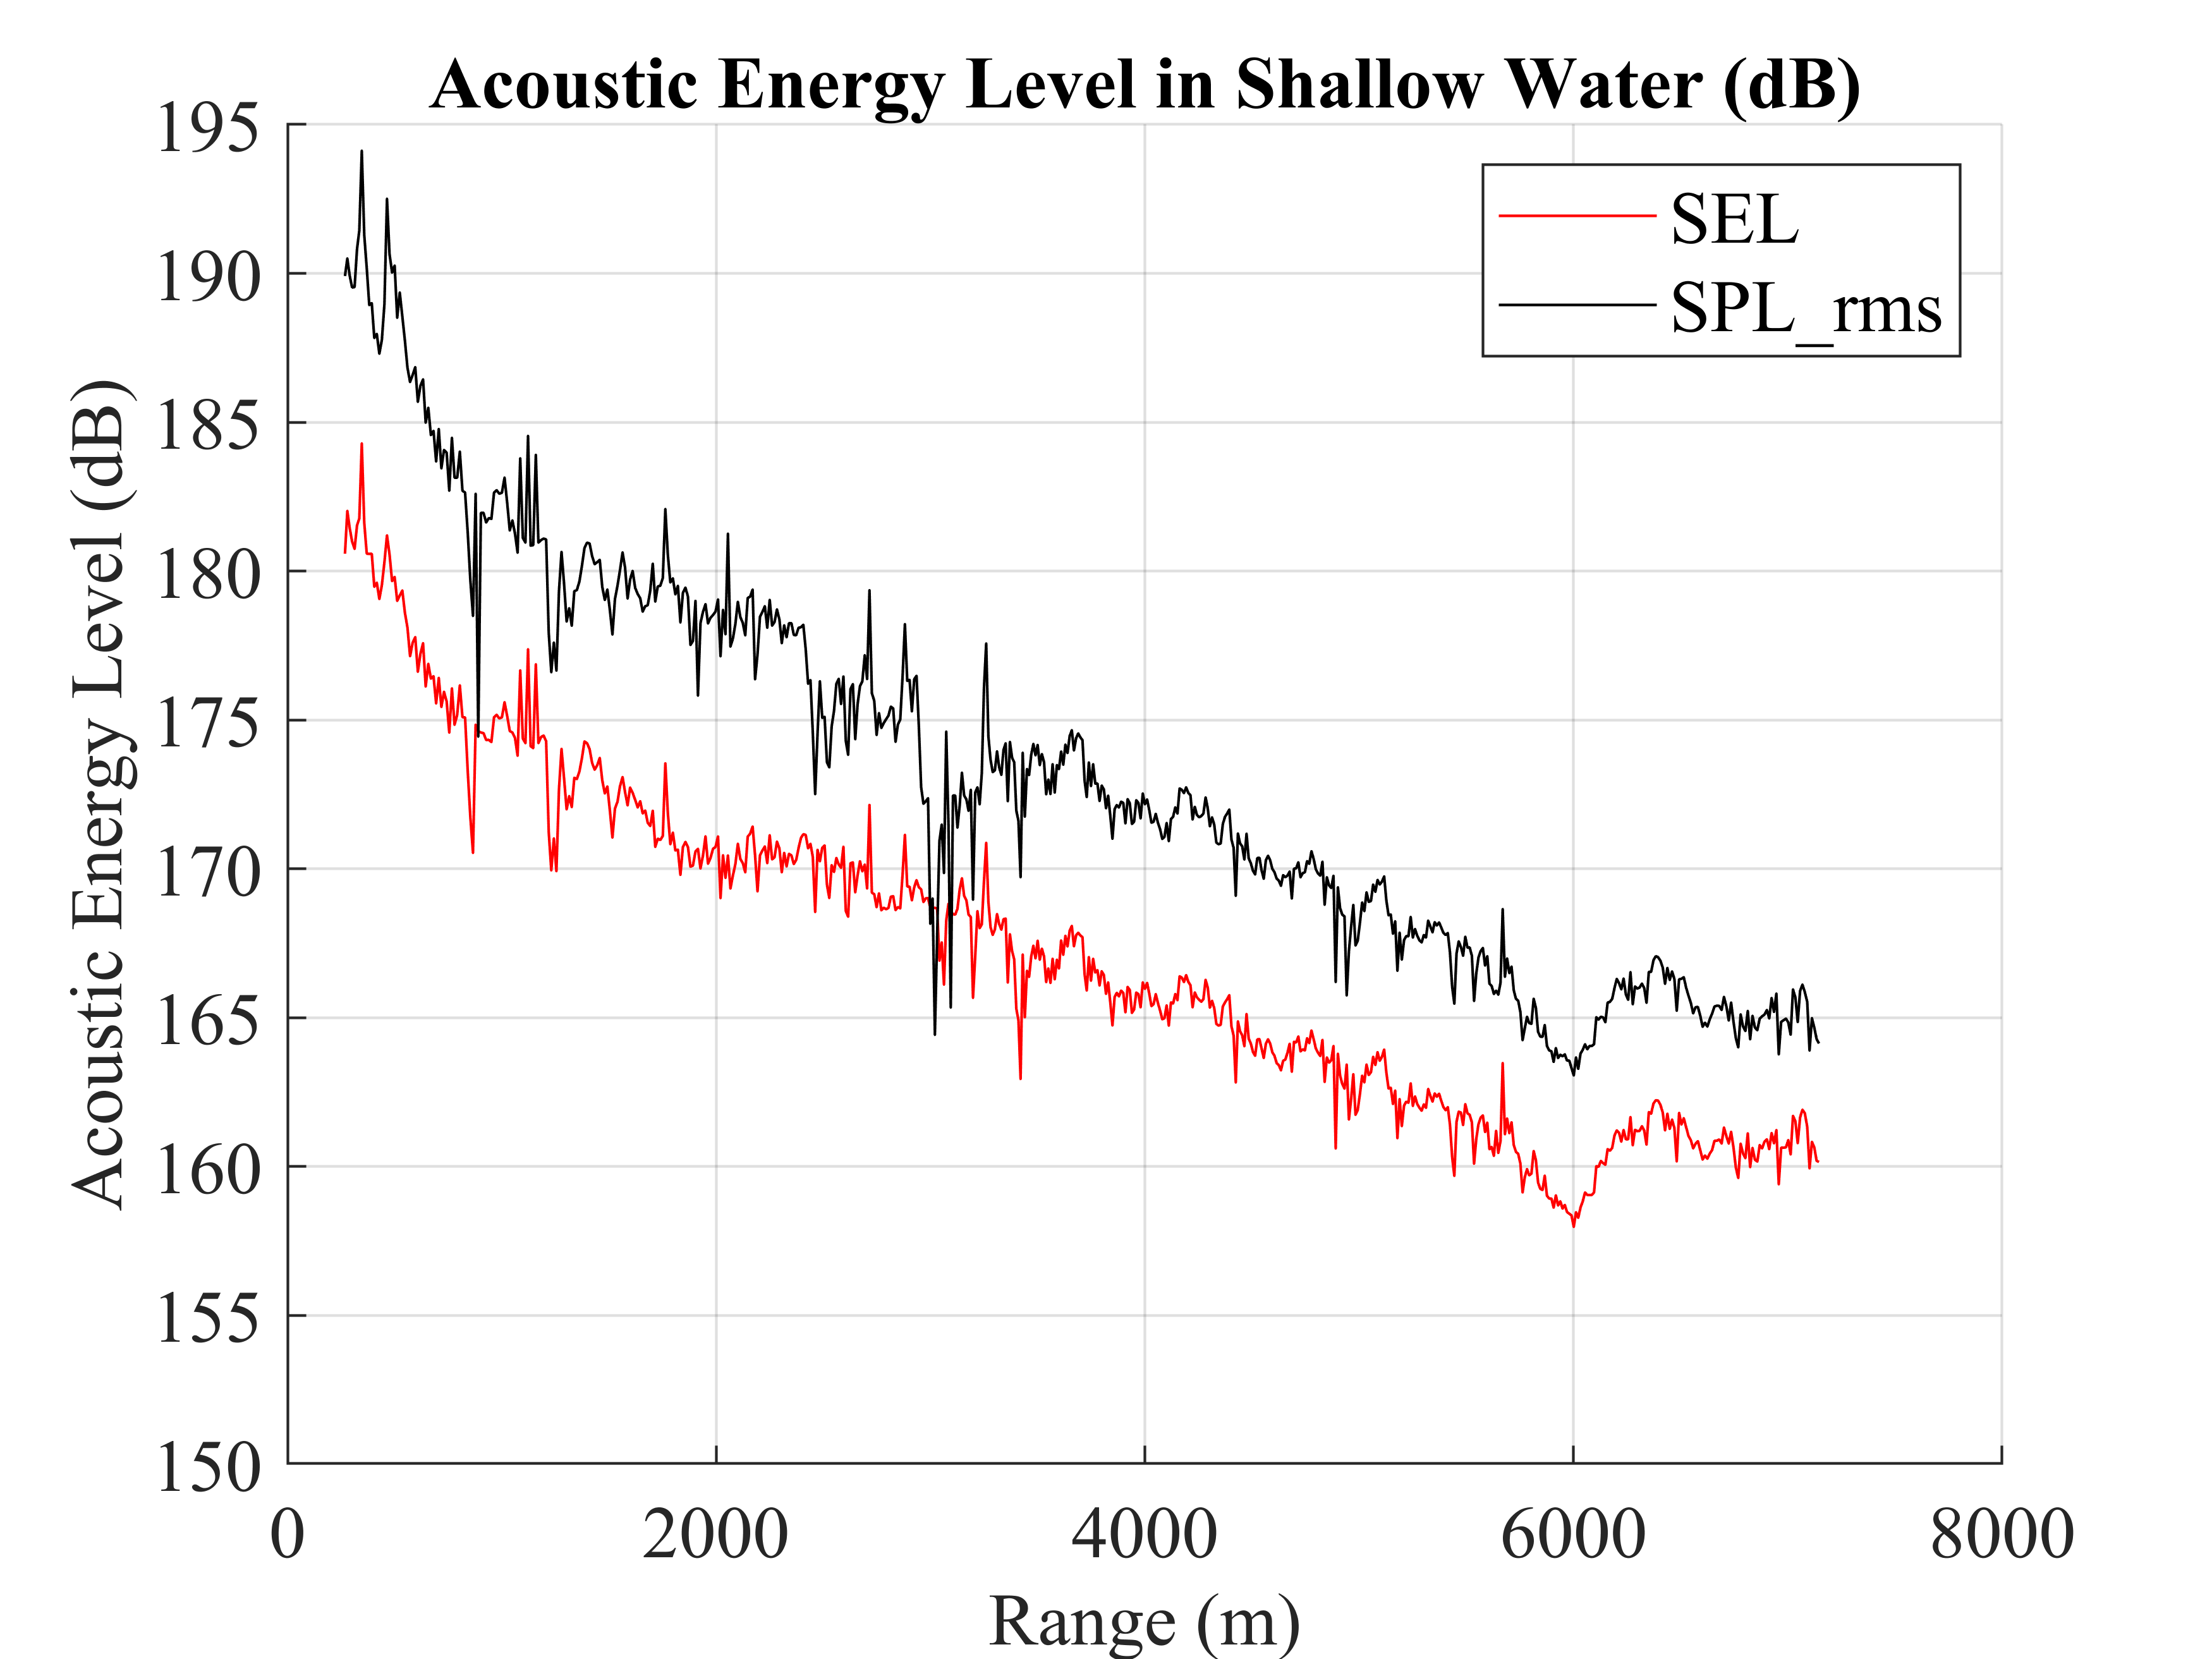 Acoustic Energy Level in Shallow Water (dB)
SEL
SPL_rms
Acoustic Energy Level (dB)
195
190
185
180
175
170
165
160
155
150
0 2000 4000 6000 8000
Range (m)